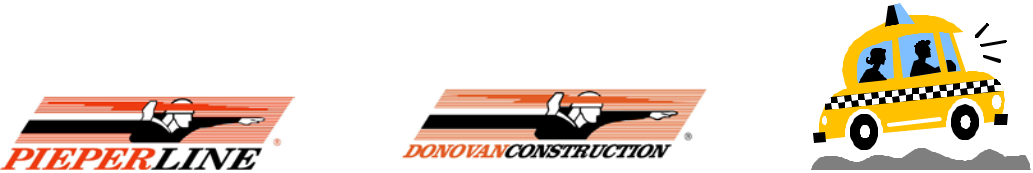 PIEPERLINE ®
DONOVANCONSTRUCTION ®